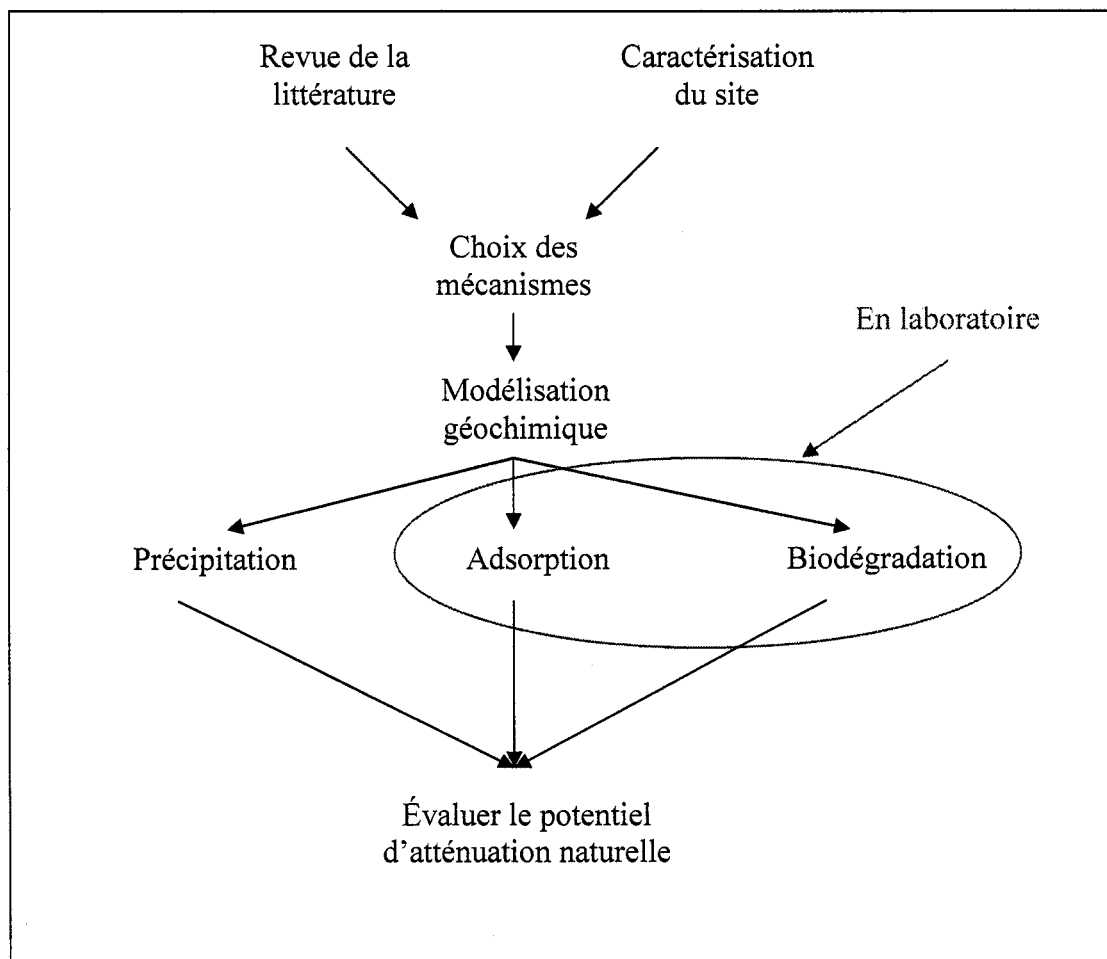 Revue de la
littérature
Caractérisation
du site
Choix des
mécanismes
En laboratoire
Modélisation
géochimique
Précipitation
Adsorption
Biodégradation
Évaluer le potentiel
d'atténuation naturelle